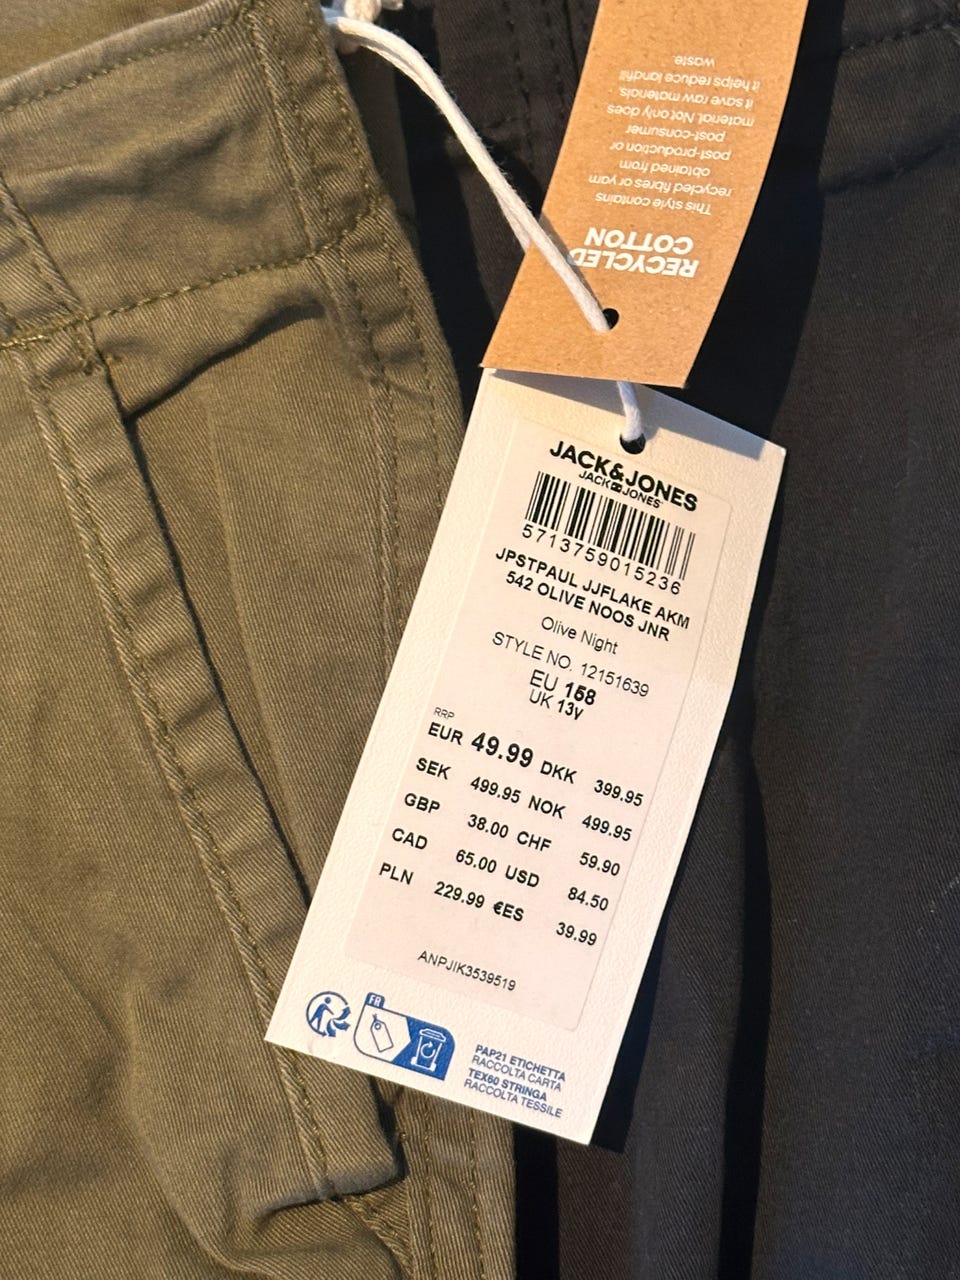 RECYCLED
COTTON
This style contains
recycled fibres or yarn
obtained from
post-production or
post-consumer
material. Not only does
it save raw materials,
it helps reduce landfill
waste
JACK&JONES
JACK&JONES
5713759015236
JPSTPAUL JJFLAKE AKM
542 OLIVE NOOS JNR
Olive Night
STYLE NO. 12151639
EU 158
UK 13y
RRP
EUR 49.99 DKK 399.95
SEK 499.95 NOK 499.95
GBP 38.00 CHF 59.90
CAD 65.00 USD 84.50
PLN 229.99 €ES 39.99
ANPJIK3539519
FR
PAP21 ETICHETTA
RACCOLTA CARTA
TEX60 STRINGA
RACCOLTA TESSILE